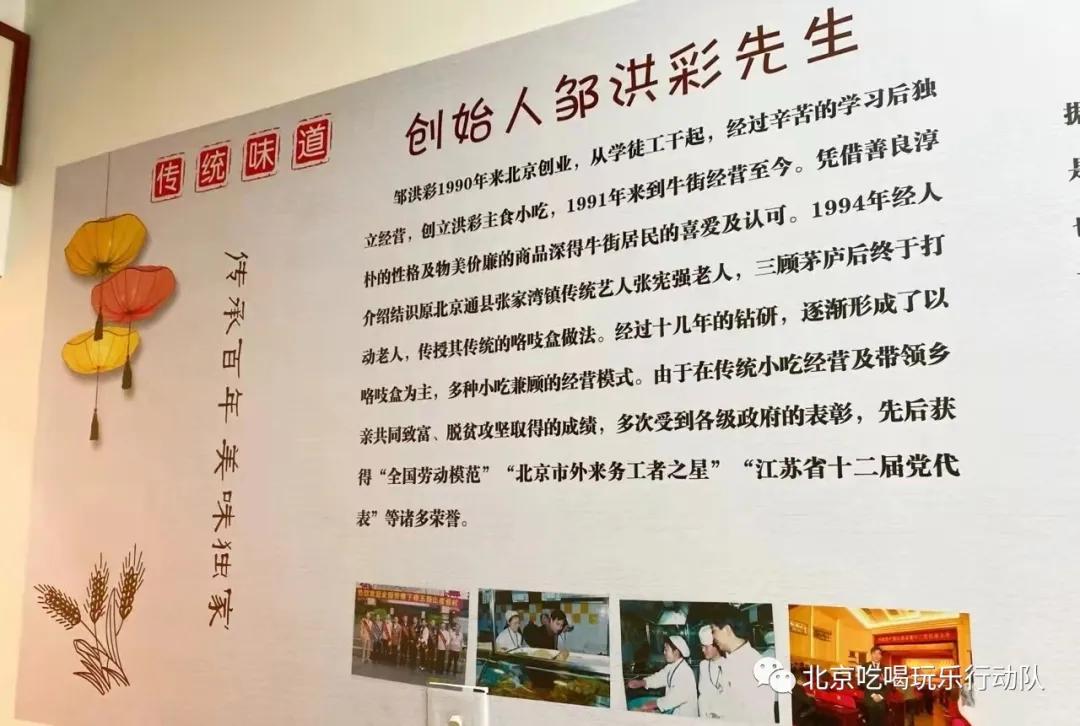 传统味道
传承百年美味独家
创始人邹洪彩先生
邹洪彩1990年来北京创业，从学徒工干起，经过辛苦的学习后独
立经营，创立洪彩主食小吃，1991年来到牛街经营至今。凭借善良淳
朴的性格及物美价廉的商品深得牛街居民的喜爱及认可。1994年经人
介绍结识原北京通县张家湾镇传统艺人张宪强老人，三顾茅庐后终于打
动老人，传授其传统的咯吱盒做法。经过十几年的钻研，逐渐形成了以
咯吱盒为主，多种小吃兼顾的经营模式。由于在传统小吃经营及带领乡
亲共同致富、脱贫攻坚取得的成绩，多次受到各级政府的表彰，先后获
得“全国劳动模范”“北京市外来务工者之星”“江苏省十二届党代
表”等诸多荣誉。
北京吃喝玩乐行动队